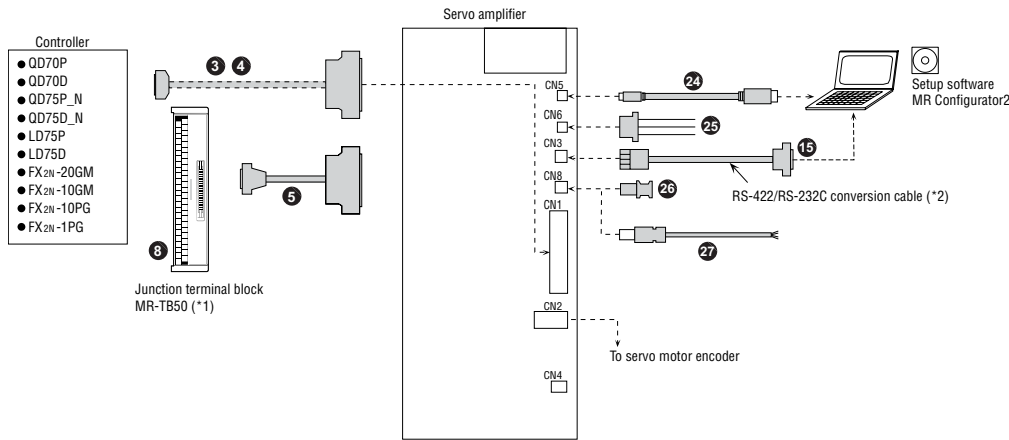 Servo amplifier
Controller
● QD70P
● QD70D
● QD75P_N
● QD75D_N
● LD75P
● LD75D
● FX2N-20GM
● FX2N-10GM
● FX2N-10PG
● FX2N-1PG
3 4
5
8
Junction terminal block
MR-TB50 (*1)
CN5
CN6
CN3
CN8
CN1
CN2
CN4
24
25
15
RS-422/RS-232C conversion cable (*2)
26
27
To servo motor encoder
Setup software
MR Configurator2